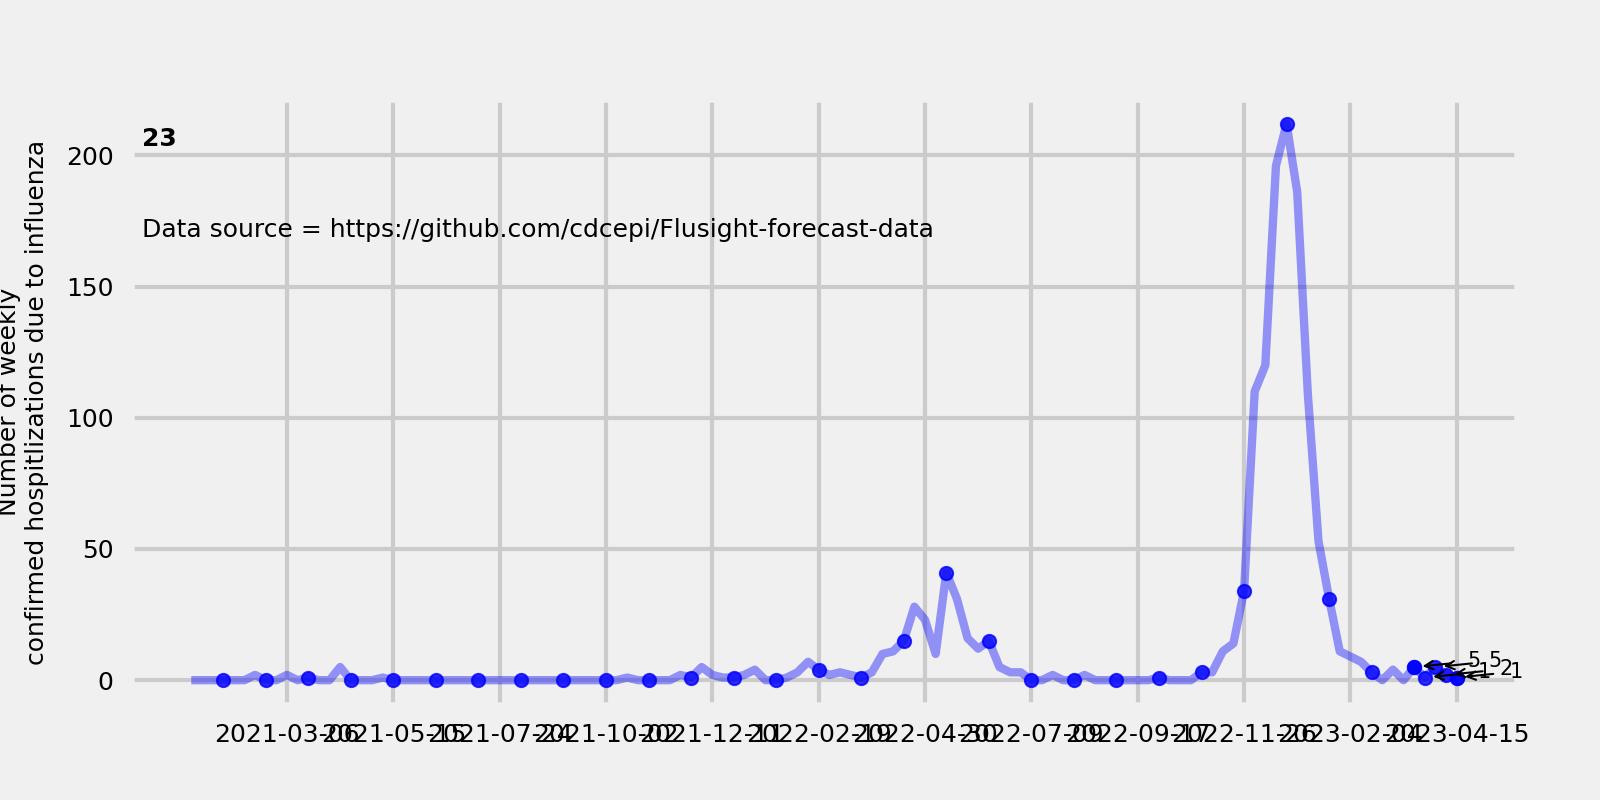 23
Data source = https://github.com/cdcepi/Flusight-forecast-data
Number of weekly
confirmed hospitlizations due to influenza
200
150
100
50
0
5 1 5 2 1
2021-03-06 2021-05-15 2021-07-24 2021-10-02 2021-12-11 2022-02-19 2022-04-30 2022-07-09 2022-09-17 2022-11-26 2023-02-04 2023-04-15